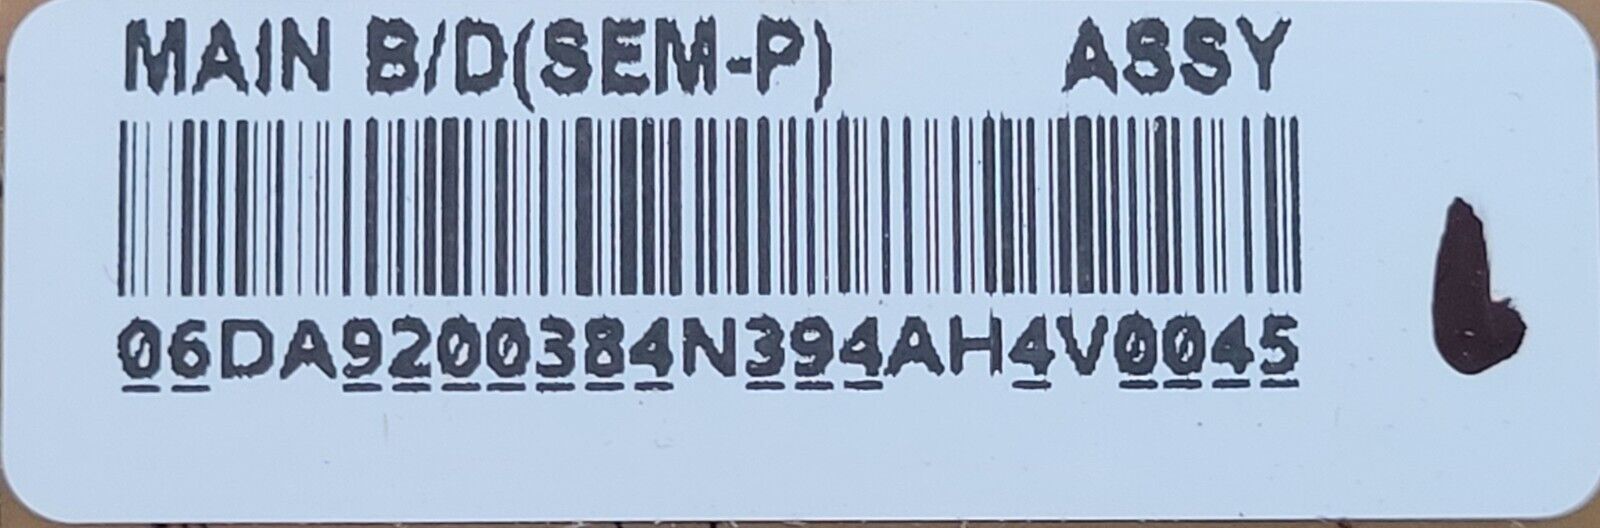 MAIN B/D(SEM-P) ASSY
06DA9200384N394AH4V0045